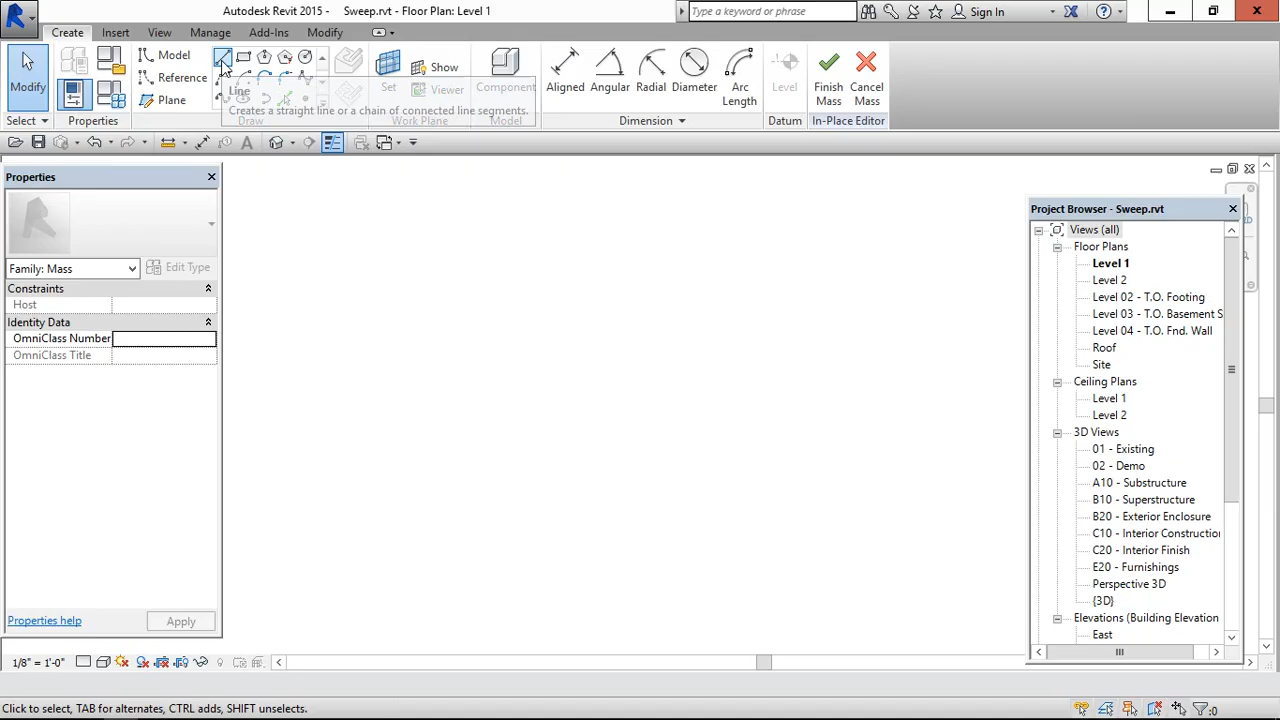 Autodesk Revit 2015 - Sweep.rvt - Floor Plan: Level 1
Type a keyword or phrase
Sign In
Create Insert View Manage Add-Ins Modify
Modify
Select
Properties
Model
Reference
Plane
Line
Creates a straight line or a chain of connected line segments.
Draw
Set
Show
Viewer
Work Plane
Component
Model
Aligned Angular Radial Diameter Arc Length
Dimension
Level
Datum
Finish Mass
Cancel Mass
In-Place Editor
Properties
Family: Mass
Edit Type
Constraints
Host
Identity Data
OmniClass Number
OmniClass Title
Properties help
Apply
Project Browser - Sweep.rvt
Views (all)
Floor Plans
Level 1
Level 2
Level 02 - T.O. Footing
Level 03 - T.O. Basement S
Level 04 - T.O. Fnd. Wall
Roof
Site
Ceiling Plans
Level 1
Level 2
3D Views
01 - Existing
02 - Demo
A10 - Substructure
B10 - Superstructure
B20 - Exterior Enclosure
C10 - Interior Construction
C20 - Interior Finish
E20 - Furnishings
Perspective 3D
{3D}
Elevations (Building Elevation
East
1/8" = 1'-0"
Click to select, TAB for alternates, CTRL adds, SHIFT unselects.
:0